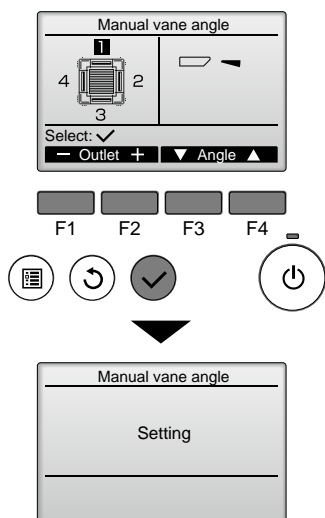 Manual vane angle
1
4 2
3
Select: ✓
− Outlet + ▼ Angle ▲
F1 F2 F3 F4
Manual vane angle
Setting